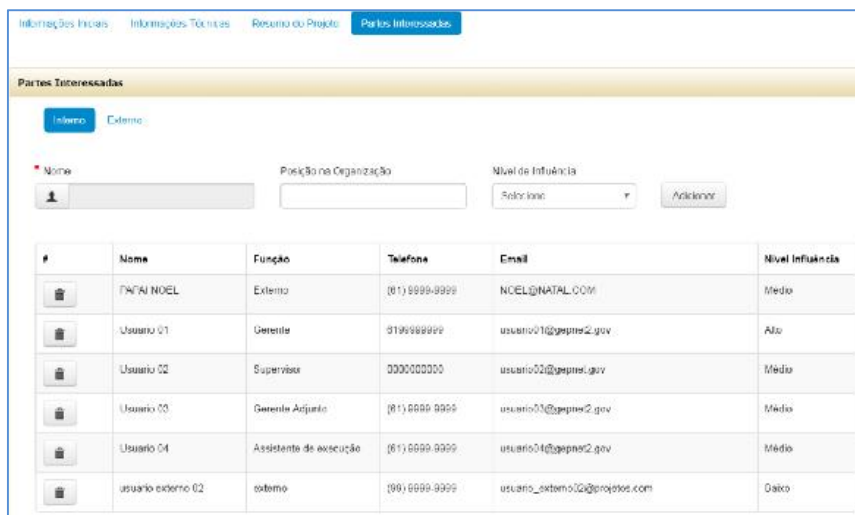 Informações Iniciais Informações Técnicas Resumo do Projeto Partes Interessadas
Partes Interessadas
Interno Externo
* Nome Posição na Organização Nível de Influência
Selecione Adicionar
# Nome Função Telefone Email Nível Influência
PAPAI NOEL Externo (61) 9999-9999 NOEL@NATAL.COM Médio
Usuario 01 Gerente 6199999999 usuario01@gepnet2.gov Alto
Usuario 02 Supervisor 0000000000 usuario02@gepnet.gov Médio
Usuario 03 Gerente Adjunto (61) 9999-9999 usuario03@gepnet2.gov Médio
Usuario 04 Assistente de execução (61) 9999-9999 usuario04@gepnet2.gov Médio
usuario externo 02 externo (99) 9999-9999 usuario_externo02@projetos.com Baixo